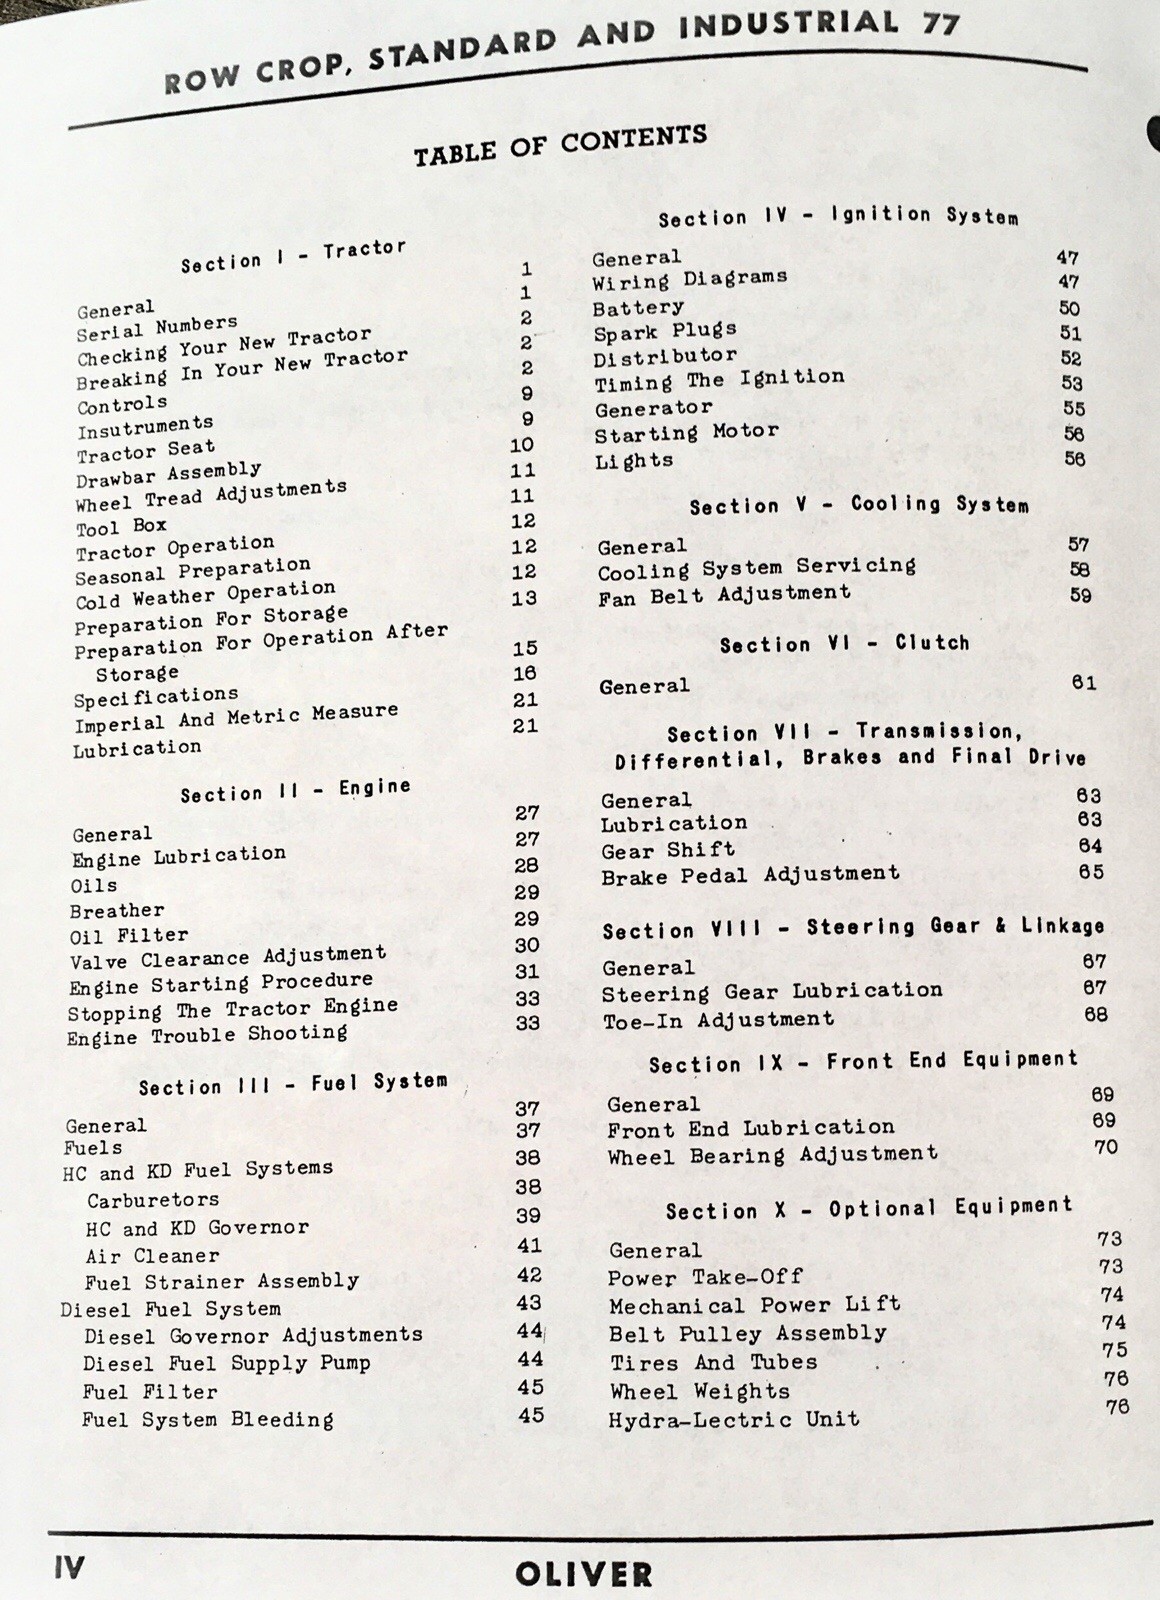 ROW CROP, STANDARD AND INDUSTRIAL 77
TABLE OF CONTENTS
Section I - Tractor
General 1
Serial Numbers 1
Checking Your New Tractor 2
Breaking In Your New Tractor 2
Controls 2
Insutruments 9
Tractor Seat 9
Drawbar Assembly 10
Wheel Tread Adjustments 11
Tool Box 11
Tractor Operation 12
Seasonal Preparation 12
Cold Weather Operation 12
Preparation For Storage 13
Preparation For Operation After
Storage 15
Specifications 16
Imperial And Metric Measure 21
Lubrication 21
Section II - Engine
General 27
Engine Lubrication 27
Oils 28
Breather 29
Oil Filter 29
Valve Clearance Adjustment 30
Engine Starting Procedure 31
Stopping The Tractor Engine 33
Engine Trouble Shooting 33
Section III - Fuel System
General 37
Fuels 37
HC and KD Fuel Systems 38
Carburetors 38
HC and KD Governor 39
Air Cleaner 41
Fuel Strainer Assembly 42
Diesel Fuel System 43
Diesel Governor Adjustments 44
Diesel Fuel Supply Pump 44
Fuel Filter 45
Fuel System Bleeding 45
Section IV - Ignition System
General 47
Wiring Diagrams 47
Battery 50
Spark Plugs 51
Distributor 52
Timing The Ignition 53
Generator 55
Starting Motor 56
Lights 56
Section V - Cooling System
General 57
Cooling System Servicing 58
Fan Belt Adjustment 59
Section VI - Clutch
General 61
Section VII - Transmission,
Differential, Brakes and Final Drive
General 63
Lubrication 63
Gear Shift 64
Brake Pedal Adjustment 65
Section VIII - Steering Gear & Linkage
General 67
Steering Gear Lubrication 67
Toe-In Adjustment 68
Section IX - Front End Equipment
General 69
Front End Lubrication 69
Wheel Bearing Adjustment 70
Section X - Optional Equipment
General 73
Power Take-Off 73
Mechanical Power Lift 74
Belt Pulley Assembly 74
Tires And Tubes 75
Wheel Weights 76
Hydra-Lectric Unit 76
IV
OLIVER